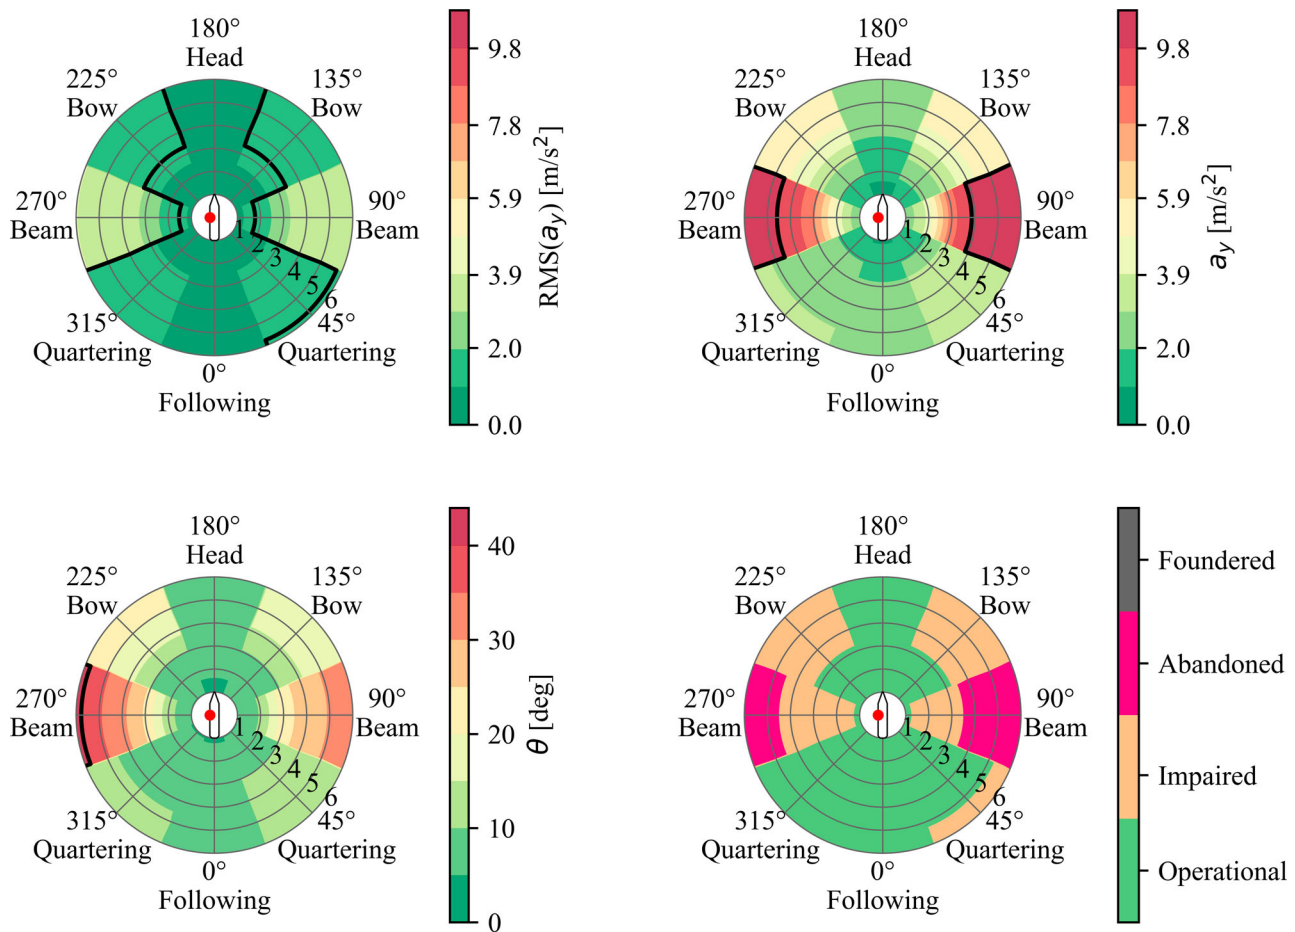 180°
Head
225°
Bow
135°
Bow
270°
Beam
90°
Beam
1
2
3
4
5
6
315°
Quartering
45°
Quartering
0°
Following
9.8
7.8
5.9
3.9
2.0
0.0
RMS(a_y) [m/s²]
180°
Head
225°
Bow
135°
Bow
270°
Beam
90°
Beam
1
2
3
4
5
6
315°
Quartering
45°
Quartering
0°
Following
9.8
7.8
5.9
3.9
2.0
0.0
a_y [m/s²]
180°
Head
225°
Bow
135°
Bow
270°
Beam
90°
Beam
1
2
3
4
5
6
315°
Quartering
45°
Quartering
0°
Following
40
30
20
10
0
θ [deg]
180°
Head
225°
Bow
135°
Bow
270°
Beam
90°
Beam
1
2
3
4
5
6
315°
Quartering
45°
Quartering
0°
Following
Foundered
Abandoned
Impaired
Operational